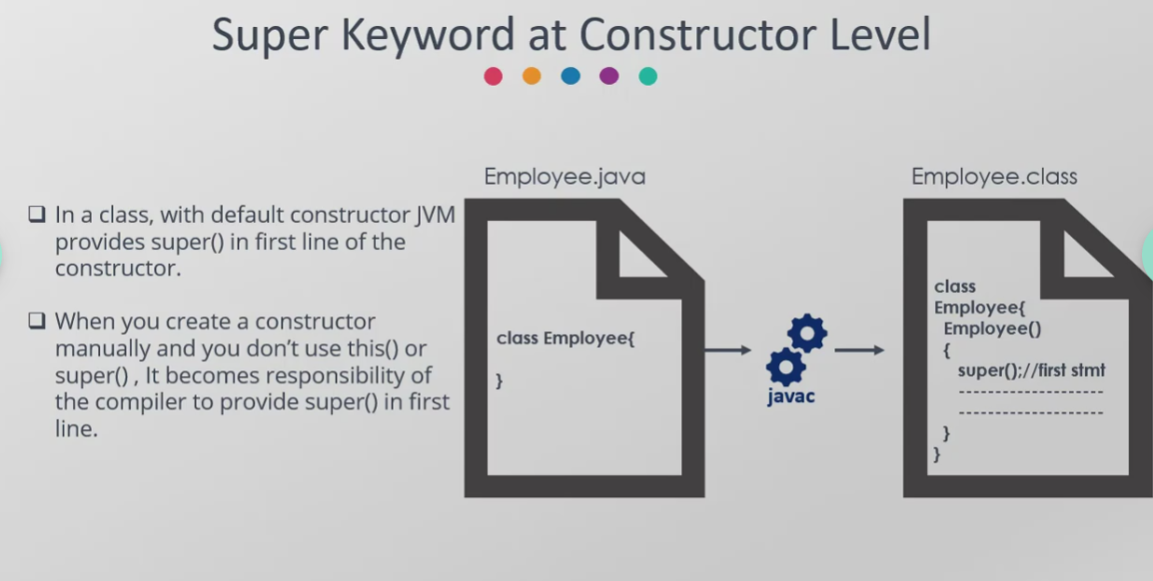 Super Keyword at Constructor Level
❑ In a class, with default constructor JVM
provides super() in first line of the
constructor.
❑ When you create a constructor
manually and you don't use this() or
super() , It becomes responsibility of
the compiler to provide super() in first
line.
Employee.java
class Employee{
}
javac
Employee.class
class
Employee{
Employee()
{
super();//first stmt
---------------------
---------------------
}
}